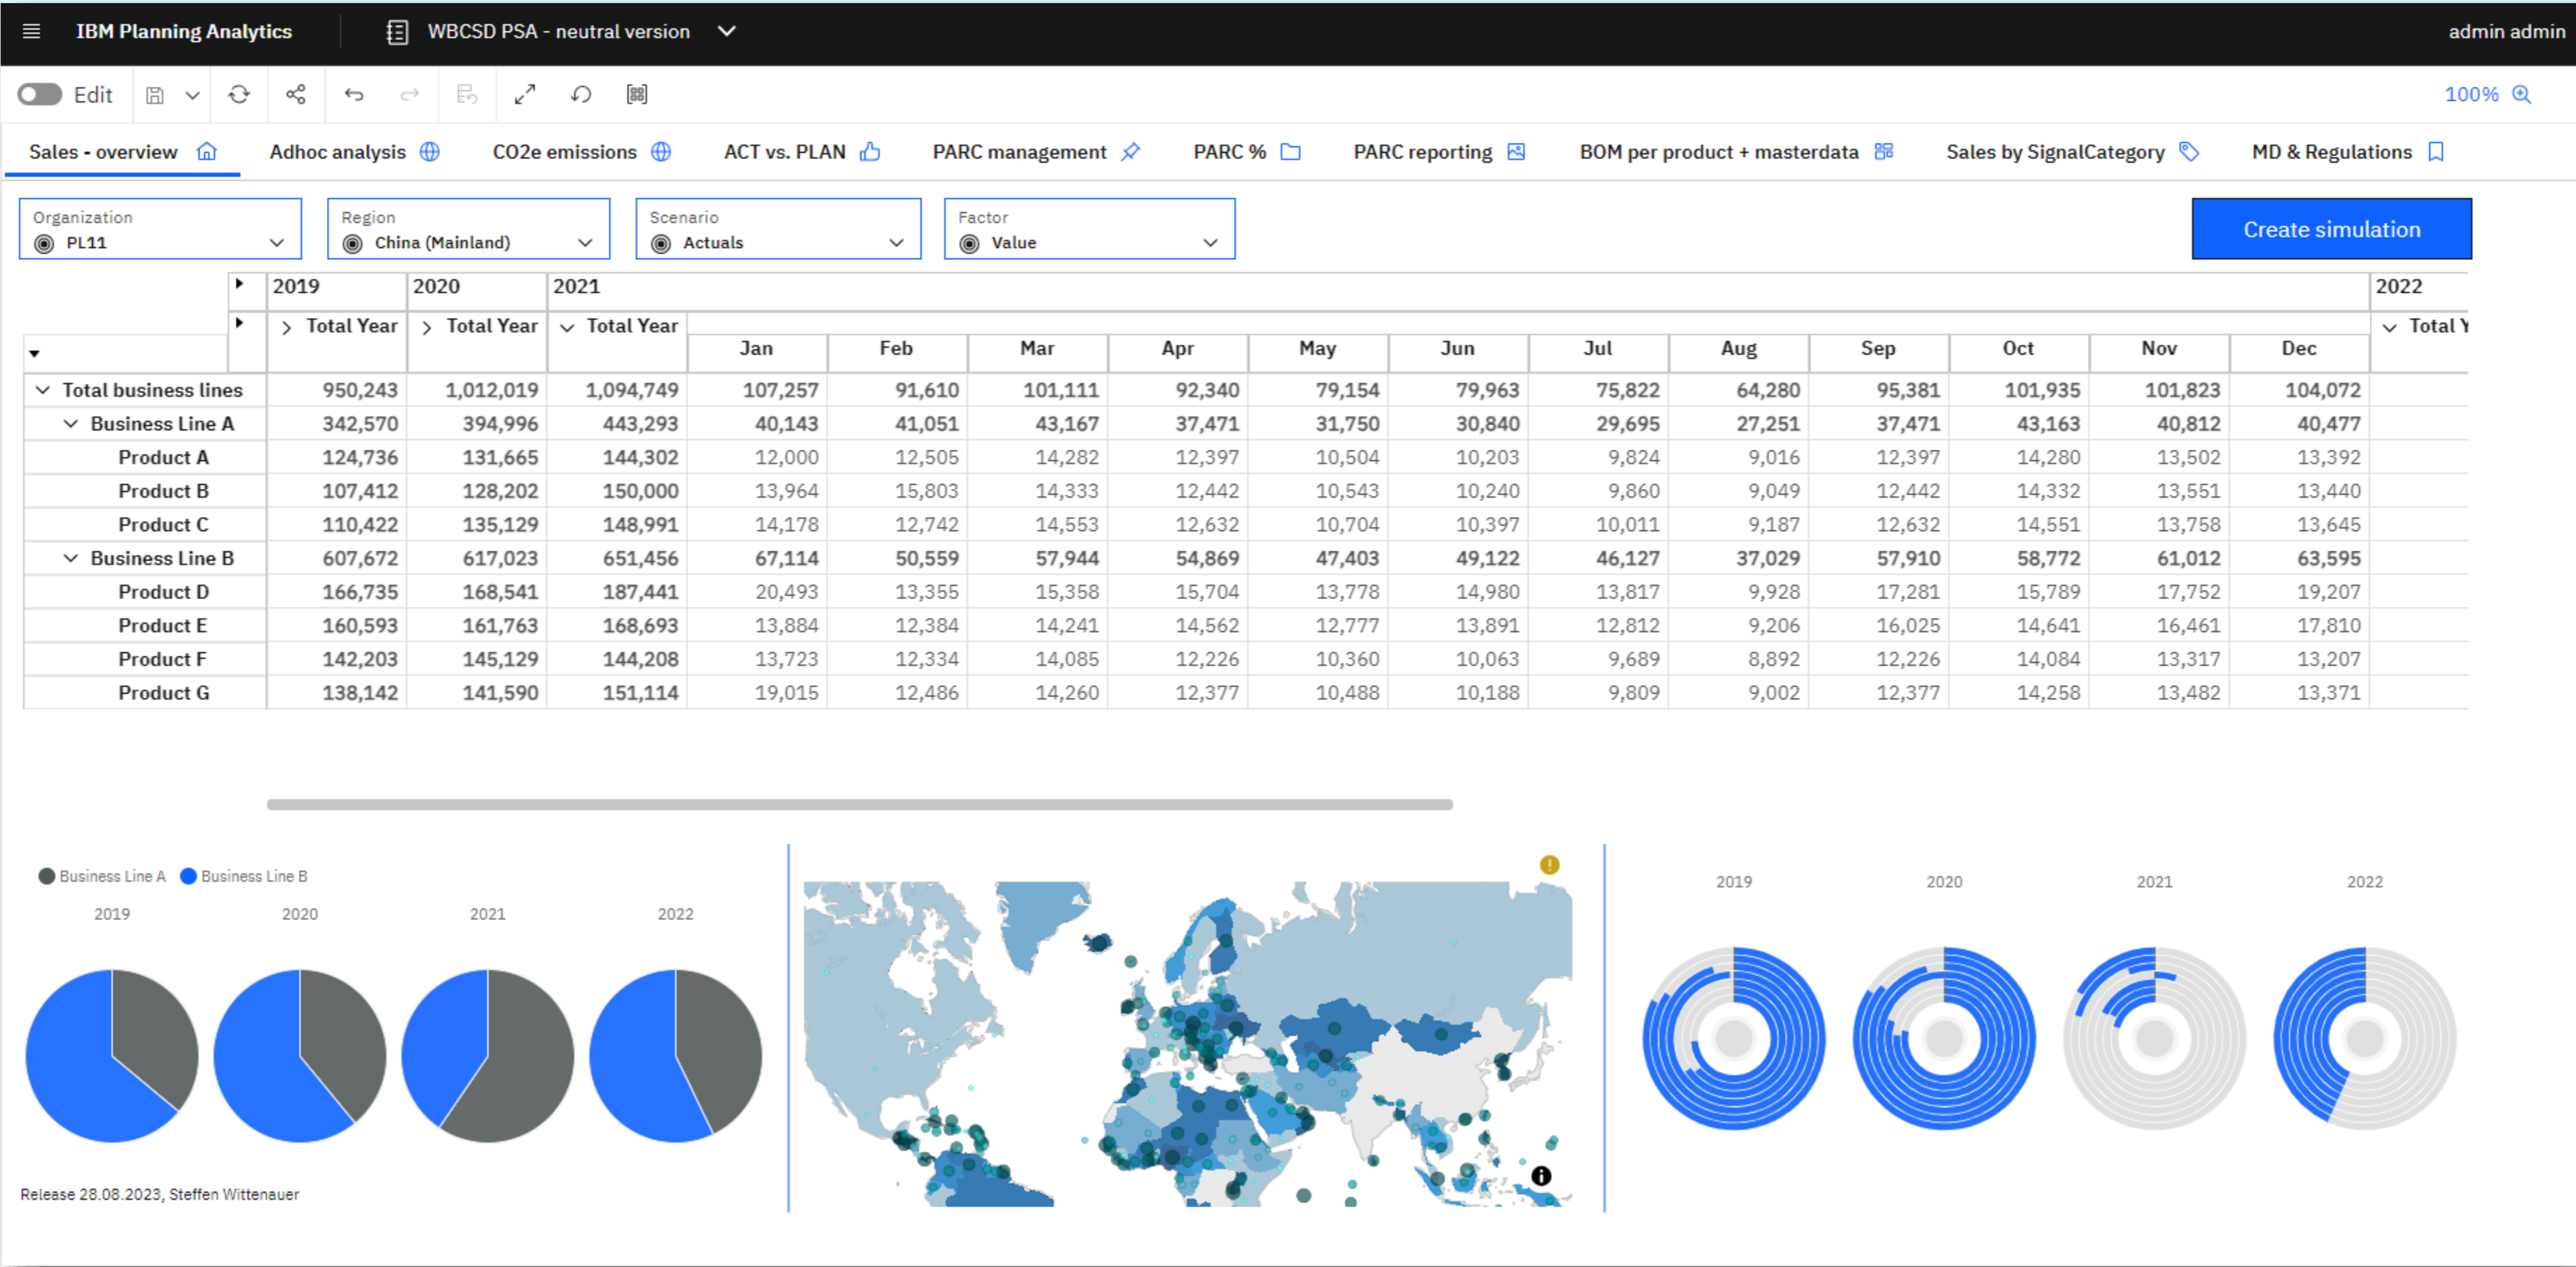 IBM Planning Analytics WBCSD PSA - neutral version admin admin
Edit 100%
Sales - overview Adhoc analysis CO2e emissions ACT vs. PLAN PARC management PARC % PARC reporting BOM per product + masterdata Sales by SignalCategory MD & Regulations
Organization Region Scenario Factor
PL11 China (Mainland) Actuals Value Create simulation
2019 2020 2021 2022
Total Year Total Year Total Year Total Y
Jan Feb Mar Apr May Jun Jul Aug Sep Oct Nov Dec
Total business lines 950,243 1,012,019 1,094,749 107,257 91,610 101,111 92,340 79,154 79,963 75,822 64,280 95,381 101,935 101,823 104,072
Business Line A 342,570 394,996 443,293 40,143 41,051 43,167 37,471 31,750 30,840 29,695 27,251 37,471 43,163 40,812 40,477
Product A 124,736 131,665 144,302 12,000 12,505 14,282 12,397 10,504 10,203 9,824 9,016 12,397 14,280 13,502 13,392
Product B 107,412 128,202 150,000 13,964 15,803 14,333 12,442 10,543 10,240 9,860 9,049 12,442 14,332 13,551 13,440
Product C 110,422 135,129 148,991 14,178 12,742 14,553 12,632 10,704 10,397 10,011 9,187 12,632 14,551 13,758 13,645
Business Line B 607,672 617,023 651,456 67,114 50,559 57,944 54,869 47,403 49,122 46,127 37,029 57,910 58,772 61,012 63,595
Product D 166,735 168,541 187,441 20,493 13,355 15,358 15,704 13,778 14,980 13,817 9,928 17,281 15,789 17,752 19,207
Product E 160,593 161,763 168,693 13,884 12,384 14,241 14,562 12,777 13,891 12,812 9,206 16,025 14,641 16,461 17,810
Product F 142,203 145,129 144,208 13,723 12,334 14,085 12,226 10,360 10,063 9,689 8,892 12,226 14,084 13,317 13,207
Product G 138,142 141,590 151,114 19,015 12,486 14,260 12,377 10,488 10,188 9,809 9,002 12,377 14,258 13,482 13,371
Business Line A Business Line B
2019 2020 2021 2022
2019 2020 2021 2022
Release 28.08.2023, Steffen Wittenauer